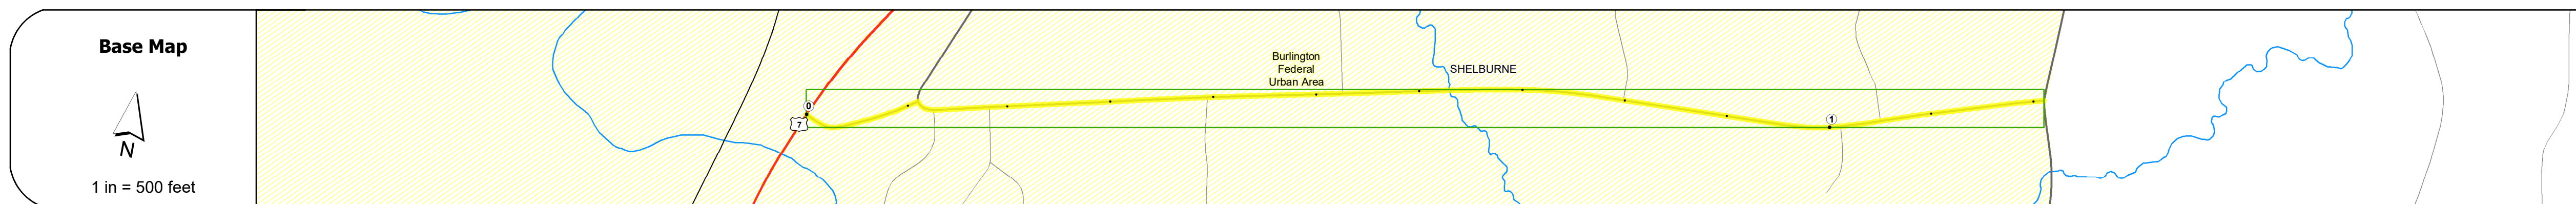 Base Map
N
1 in = 500 feet
0
7
Burlington
Federal
Urban Area
SHELBURNE
1